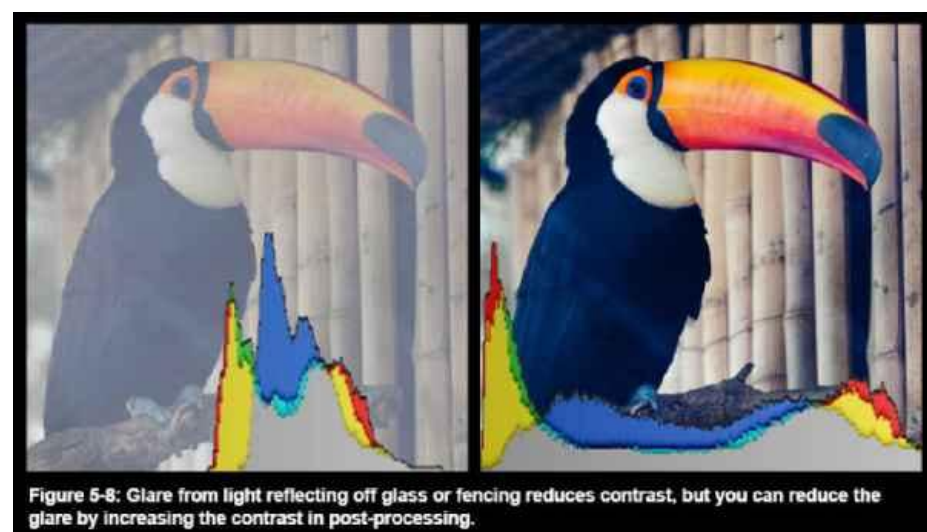 Figure 5-8: Glare from light reflecting off glass or fencing reduces contrast, but you can reduce the
glare by increasing the contrast in post-processing.